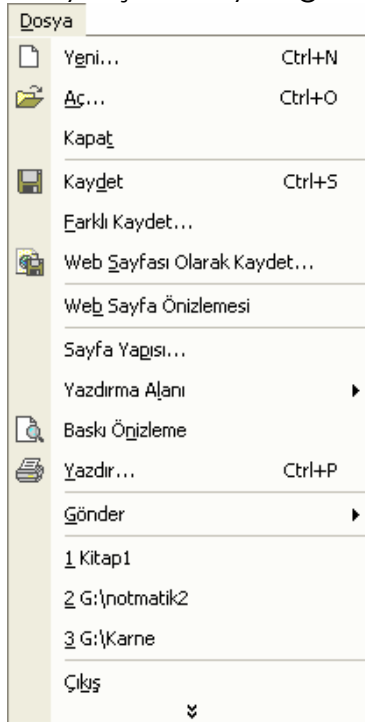 Dosya
Yeni... Ctrl+N
Aç... Ctrl+O
Kapat
Kaydet Ctrl+S
Farklı Kaydet...
Web Sayfası Olarak Kaydet...
Web Sayfa Önizlemesi
Sayfa Yapısı...
Yazdırma Alanı
Baskı Önizleme
Yazdır... Ctrl+P
Gönder
1 Kitap1
2 G:\notmatik2
3 G:\Karne
Çıkış